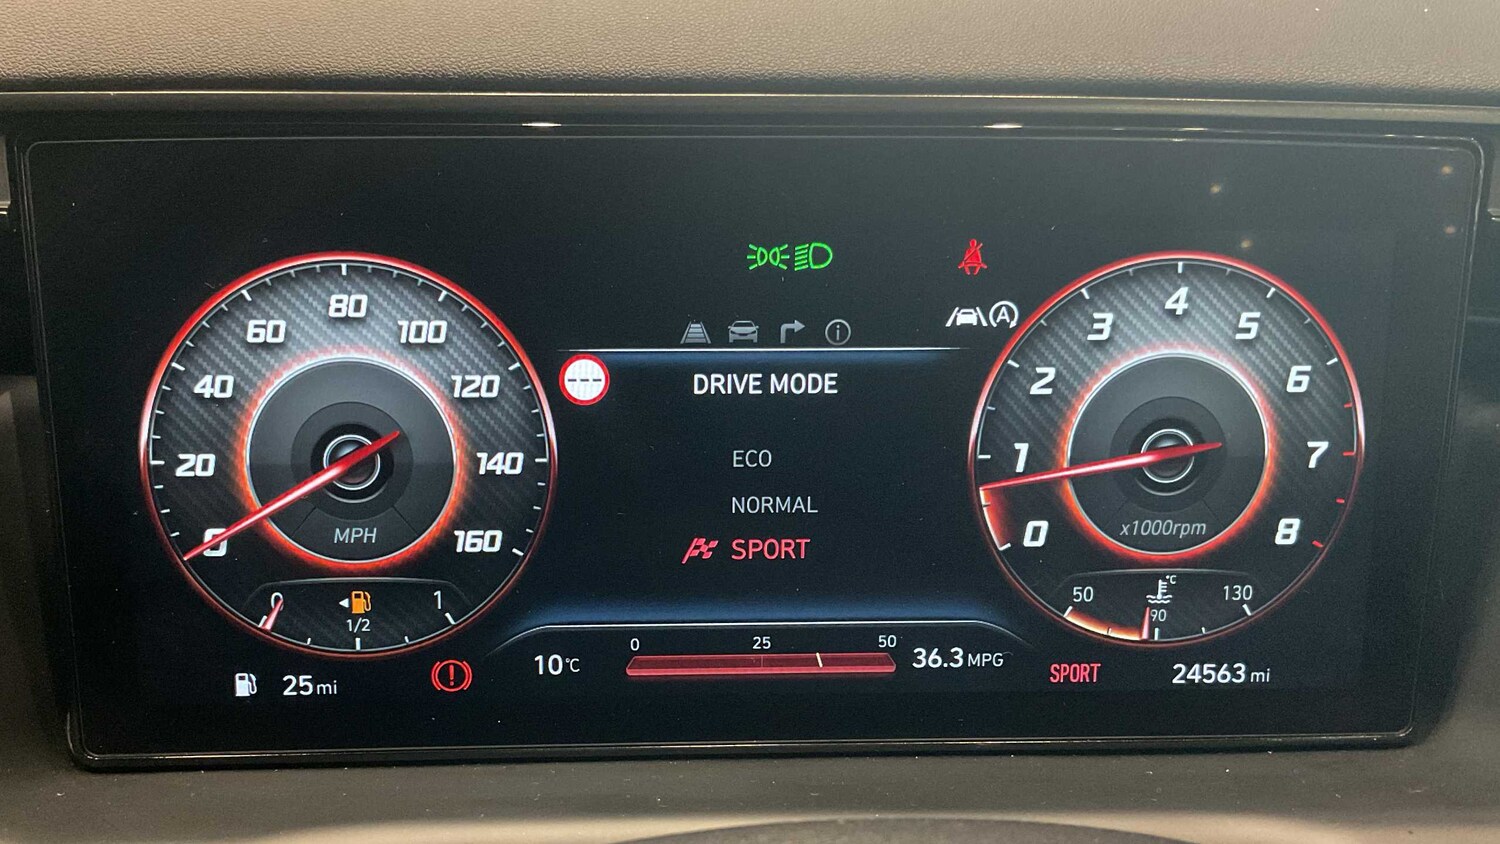 80
60
100
40
120
20
140
0
160
MPH
0
1/2
1
25 mi
DRIVE MODE
ECO
NORMAL
SPORT
10°C
0
25
50
36.3 MPG
A
4
3
5
2
6
1
7
0
8
x1000rpm
50
°C
90
130
SPORT
24563 mi